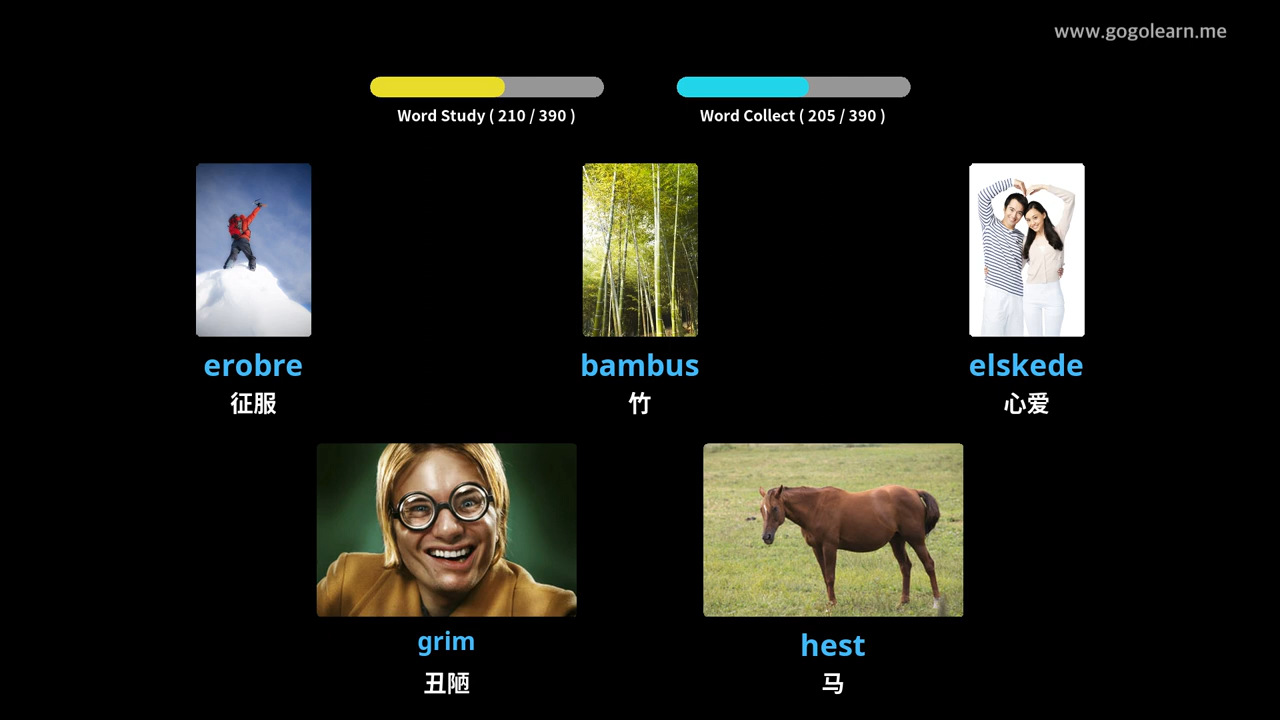 www.gogolearn.me
Word Study ( 210 / 390 )
Word Collect ( 205 / 390 )
erobre
bambus
elskede
征服
竹
心爱
grim
hest
丑陋
马